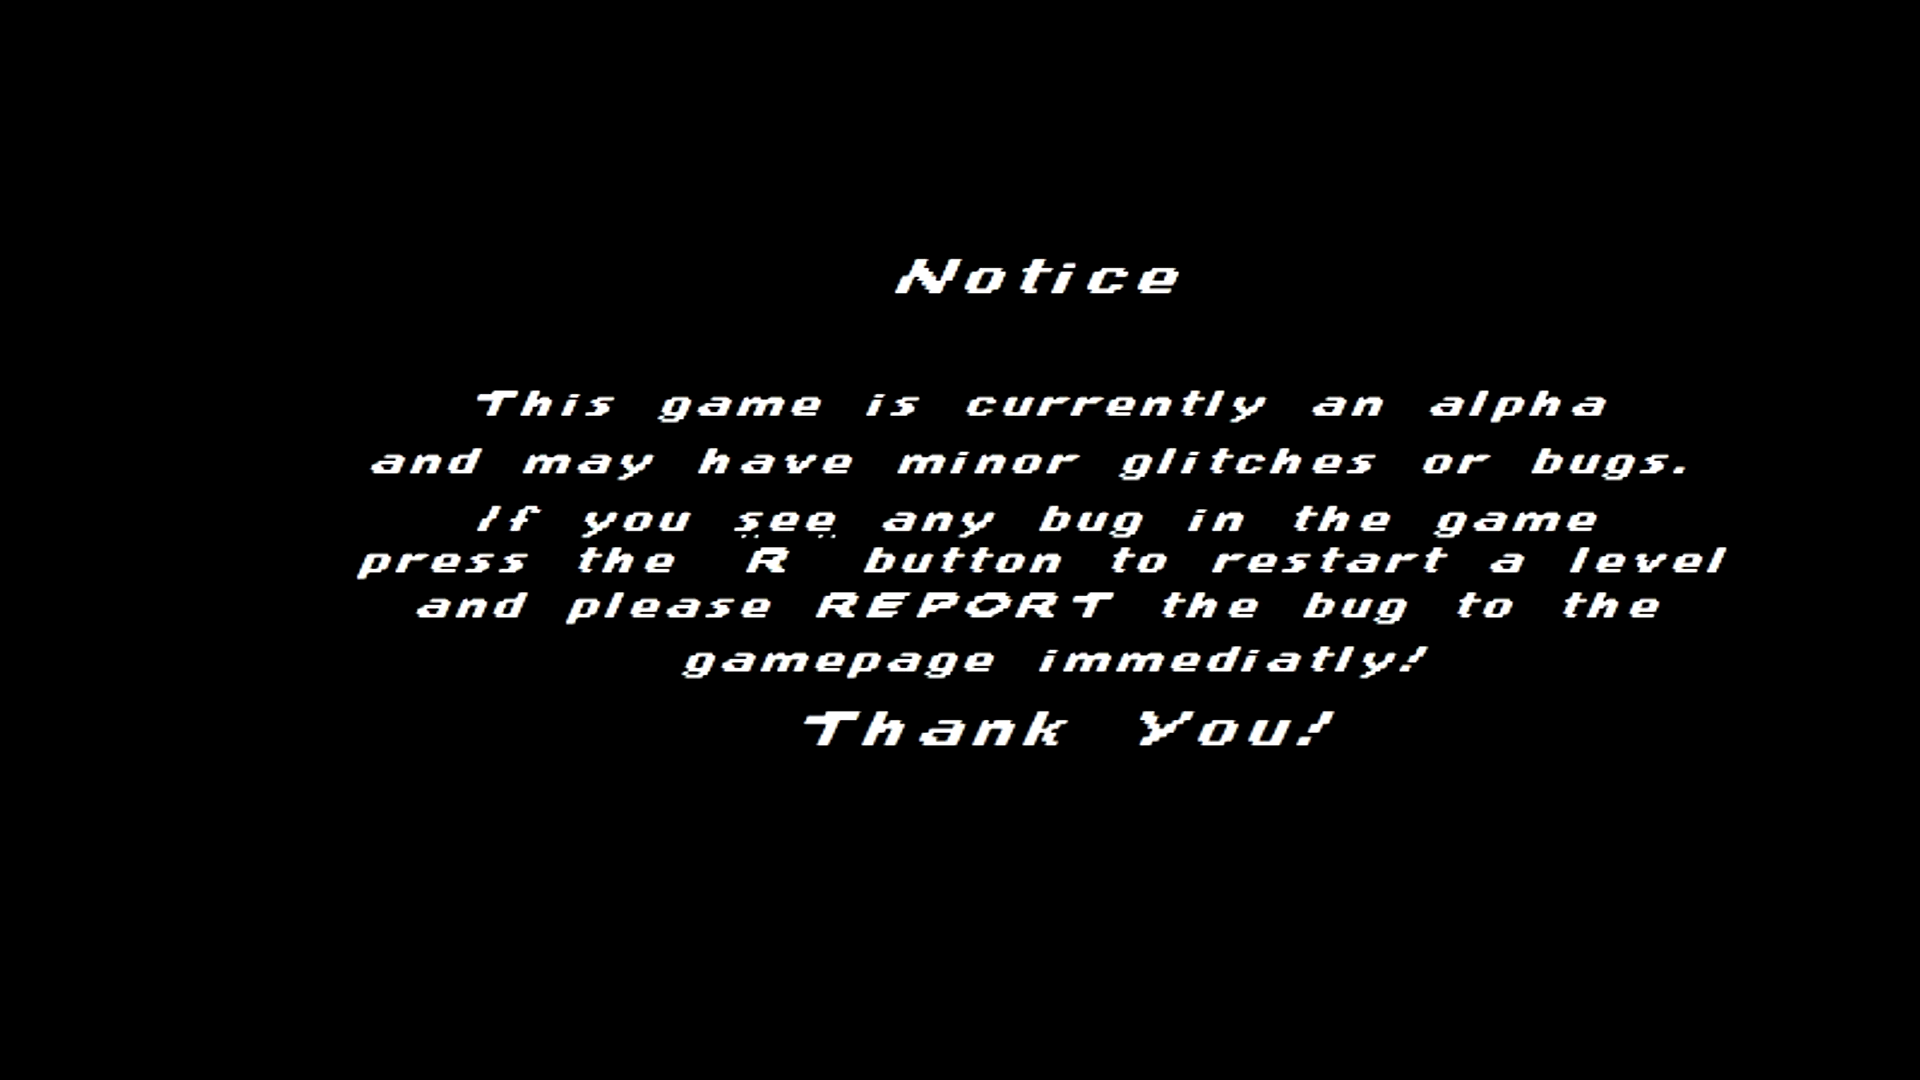 Notice
This game is currently an alpha
and may have minor glitches or bugs.
If you see any bug in the game
press the "R" button to restart a level
and please REPORT the bug to the
gamepage immediatly!
Thank You!